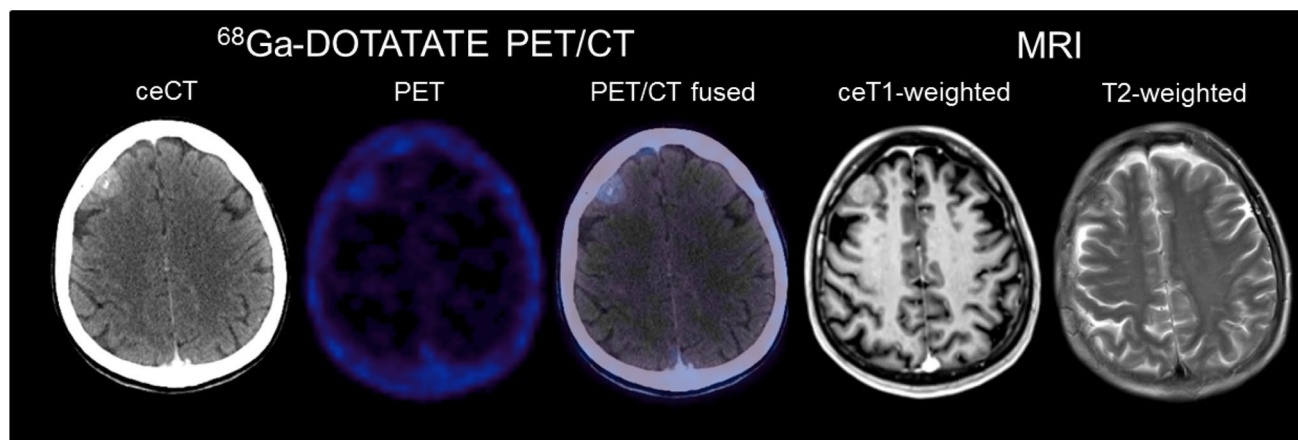 ⁶⁸Ga-DOTATATE PET/CT
MRI
ceCT
PET
PET/CT fused
ceT1-weighted
T2-weighted